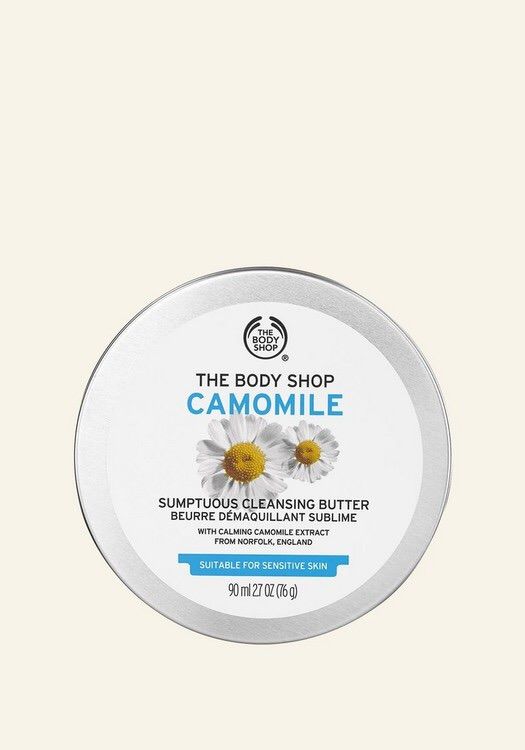 THE
BODY
SHOP
®
THE BODY SHOP
CAMOMILE
SUMPTUOUS CLEANSING BUTTER
BEURRE DÉMAQUILLANT SUBLIME
WITH CALMING CAMOMILE EXTRACT
FROM NORFOLK, ENGLAND
SUITABLE FOR SENSITIVE SKIN
90 ml 2.7 OZ (76 g)